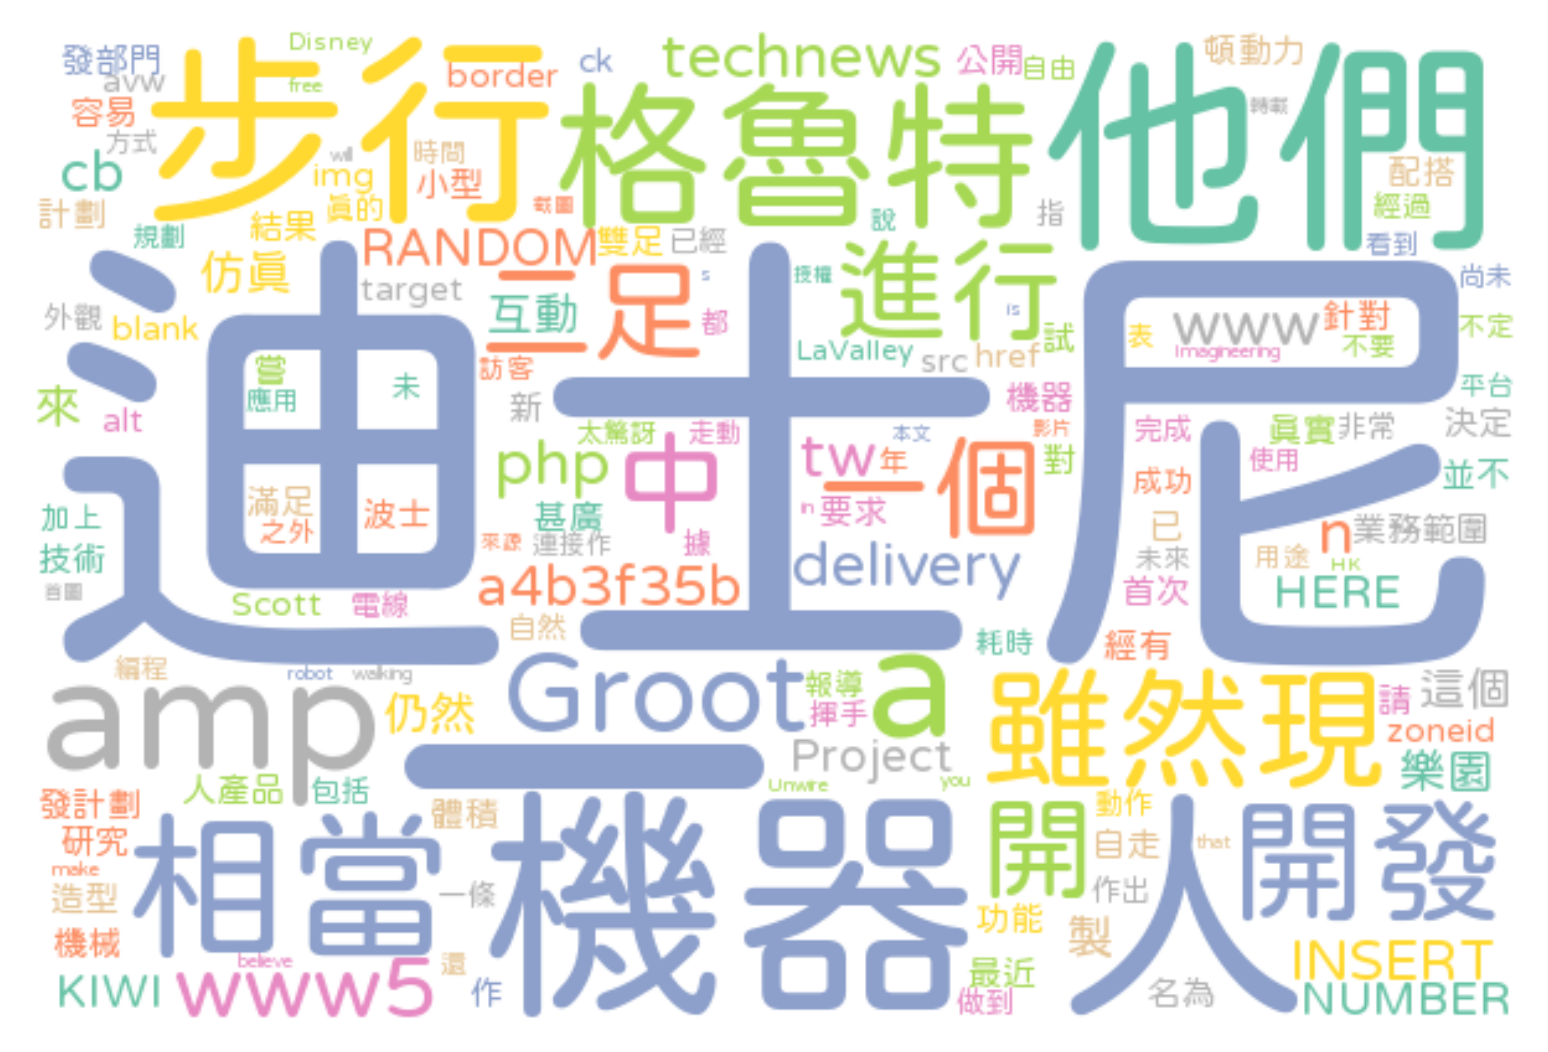 發部門 Disney ck technews 公開 自由 他們 頓動力
avw free border 步行 格魯特 轉載
容易 方式 will 時間 配搭
cb img 小型 截圖 說 指 經過
計劃 規劃 結果 眞的 RANDOM 雙足 已經 看到
仿眞 target 二足 s 授權 進行 尚未
外觀 blank 互動 都 is 試 表 www 針對 不定
迪士尼 訪客 LaValley src href Imagineering 不要
嘗 未 新 機器 平台
來 alt 應用 太驚訝 走動 本文 影片 完成 眞實 非常 決定
php 中 tw 年 一個 對 使用 並不
滿足 波士 甚廣 in 要求 成功
加上 之外 來源 連接作 據 已 n 業務範圍
技術 delivery 未來 用途 HK
首圖 Scott 電線 a4b3f35b 首次 HERE
自然 耗時 經有
編程 robot walking Groot 報導 a 雖然現 請 這個
amp 仍然 揮手 zoneid
Project 樂園
人產品 包括 Unwire you
發計劃 體積 開 動作
研究 相當 機器人 自走 that 開發
make 造型 一條 作出
機械 功能 製
believe 還 INSERT
KIWI www5 作 最近 做到 名為 NUMBER